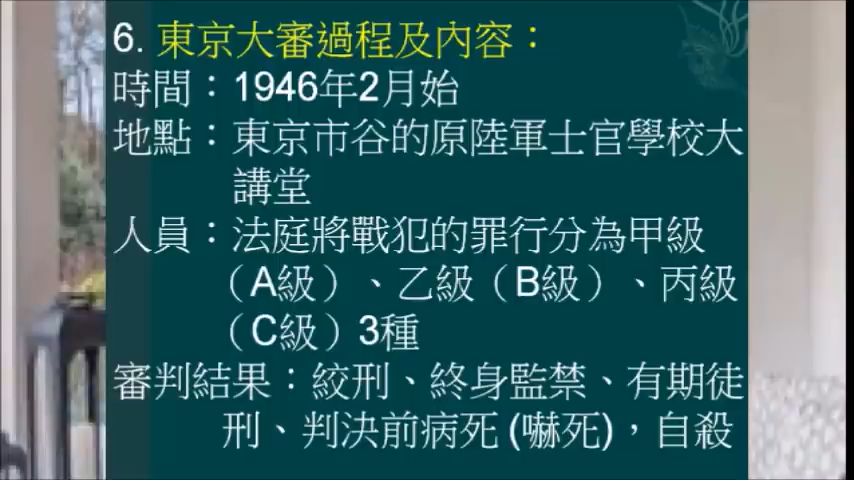 6. 東京大審過程及內容：
時間：1946年2月始
地點：東京市谷的原陸軍士官學校大
講堂
人員：法庭將戰犯的罪行分為甲級
（A級）、乙級（B級）、丙級
（C級）3種
審判結果：絞刑、終身監禁、有期徒
刑、判決前病死 (嚇死)，自殺